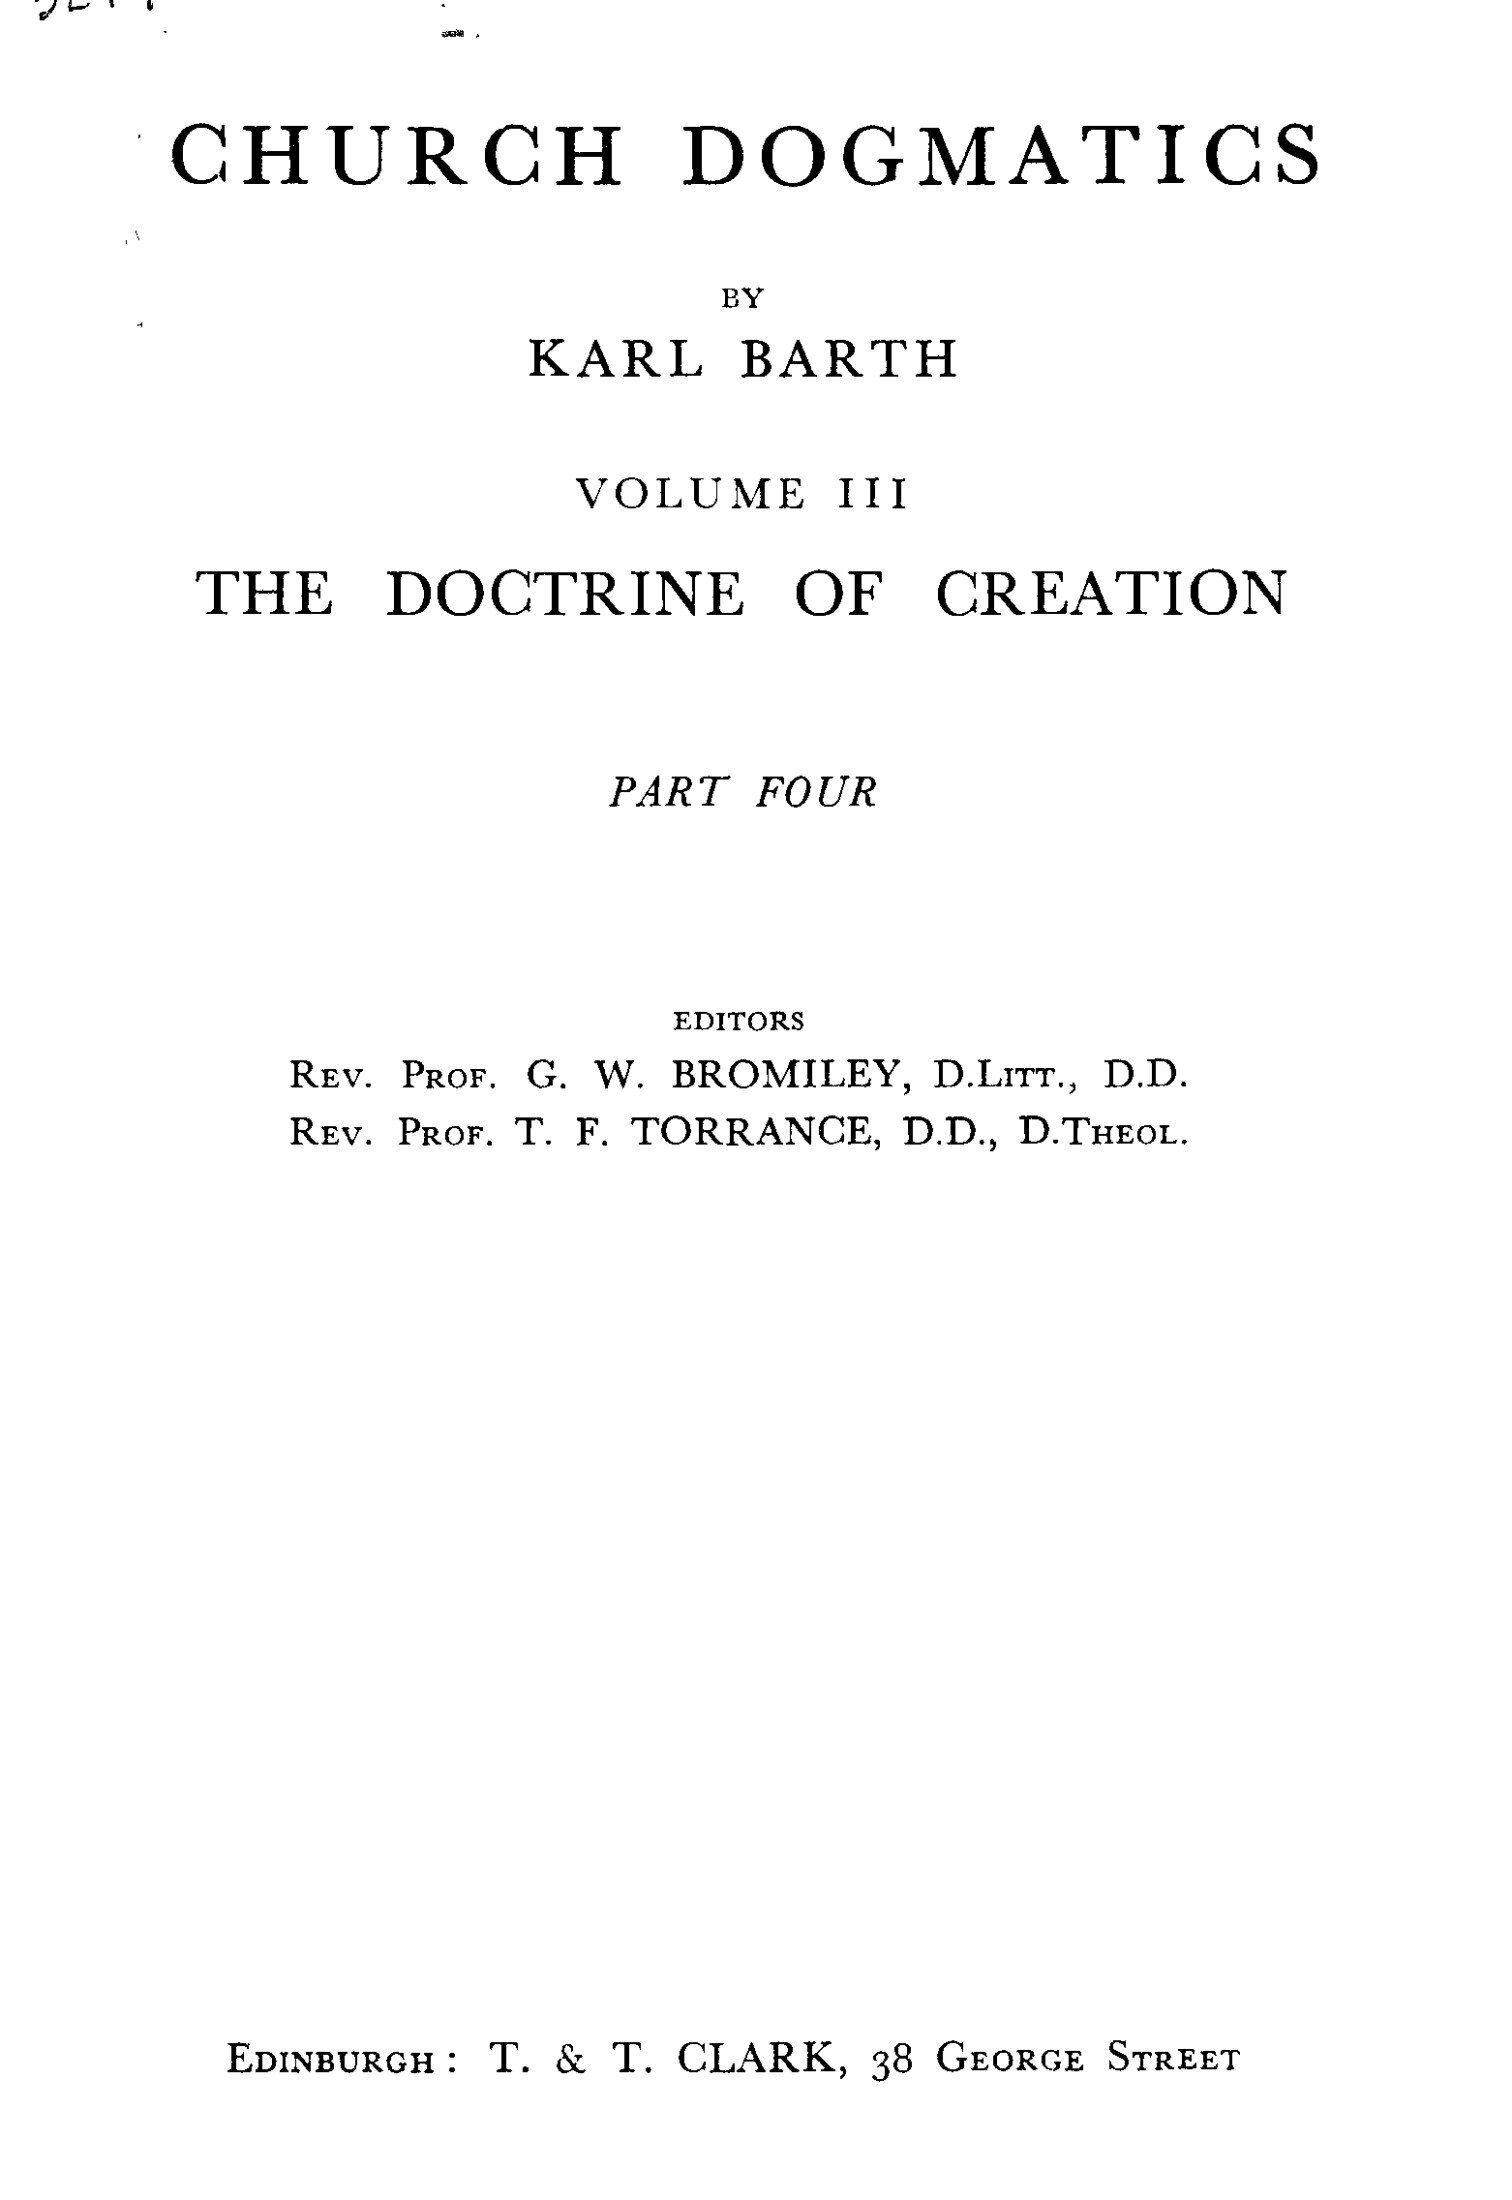 CHURCH DOGMATICS
BY
KARL BARTH
VOLUME III
THE DOCTRINE OF CREATION
PART FOUR
EDITORS
REV. PROF. G. W. BROMILEY, D.LITT., D.D.
REV. PROF. T. F. TORRANCE, D.D., D.THEOL.
EDINBURGH : T. & T. CLARK, 38 GEORGE STREET